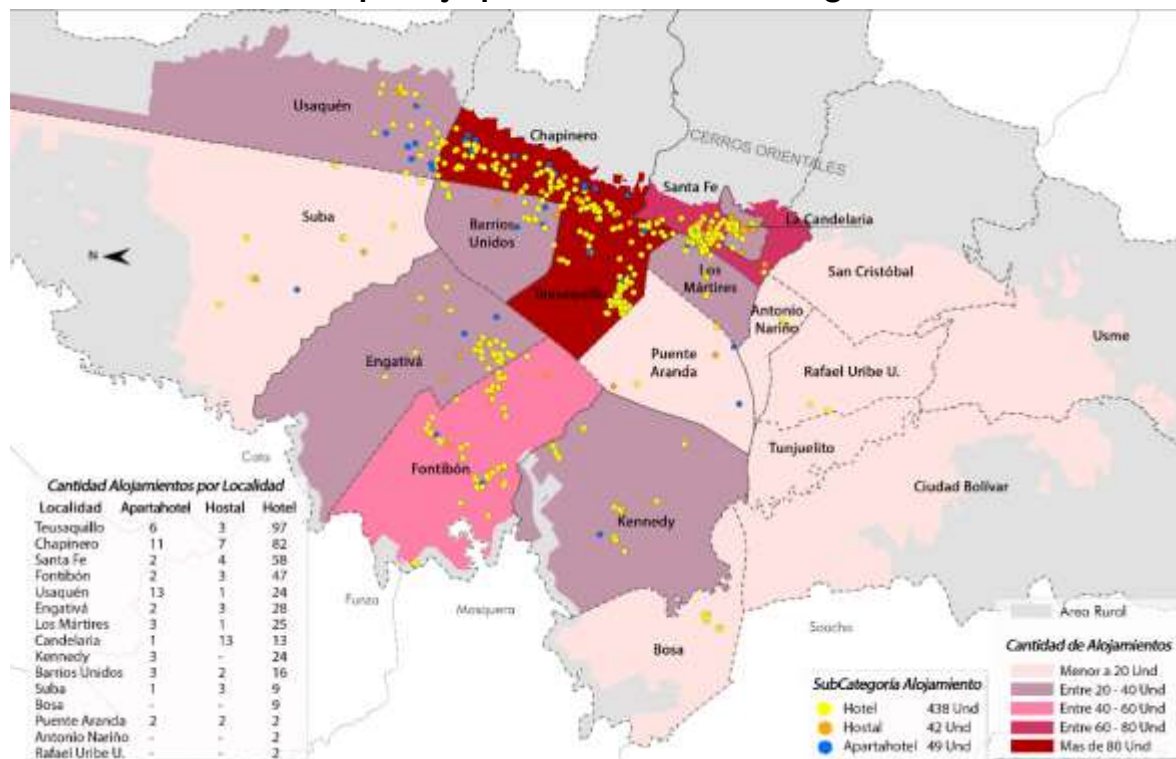 Usaquén
Chapinero
CERROS ORIENTALES
Santa Fe
La Candelaria
Suba
Barrios
Unidos
N
Los
Mártires
San Cristóbal
Antonio
Nariño
Usme
Engativá
Puente
Aranda
Rafael Uribe U.
Tunjuelito
Fontibón
Ciudad Bolívar
Cota
Kennedy
Funza
Mosquera
Soacha
Bosa
Cantidad Alojamientos por Localidad
Localidad Apartahotel Hostal Hotel
Teusaquillo 6 3 97
Chapinero 11 7 82
Santa Fe 2 4 58
Fontibón 2 3 47
Usaquén 13 1 24
Engativá 2 3 28
Los Mártires 3 1 25
Candelaria 1 13 13
Kennedy 3 - 24
Barrios Unidos 3 2 16
Suba 1 3 9
Bosa - - 9
Puente Aranda 2 2 2
Antonio Nariño - - 2
Rafael Uribe U. - - 2
SubCategoría Alojamiento
Hotel 438 Und
Hostal 42 Und
Apartahotel 49 Und
Area Rural
Cantidad de Alojamientos
Menor a 20 Und
Entre 20 - 40 Und
Entre 40 - 60 Und
Entre 60 - 80 Und
Mas de 80 Und